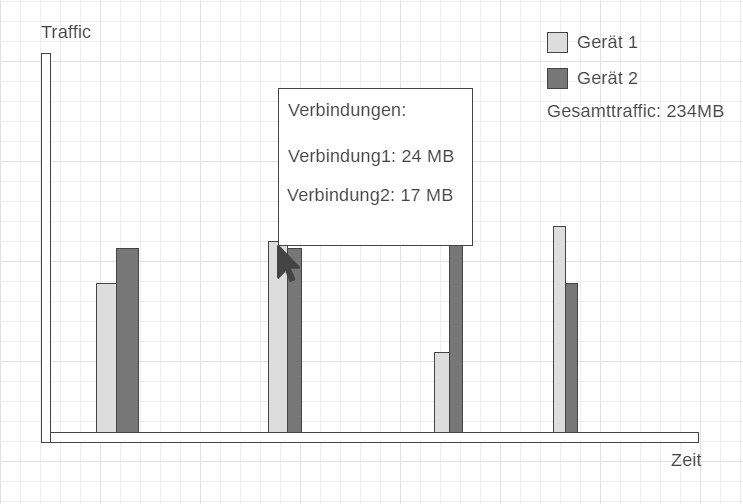 Traffic
Gerät 1
Gerät 2
Gesamttraffic: 234MB
Verbindungen:
Verbindung1: 24 MB
Verbindung2: 17 MB
Zeit